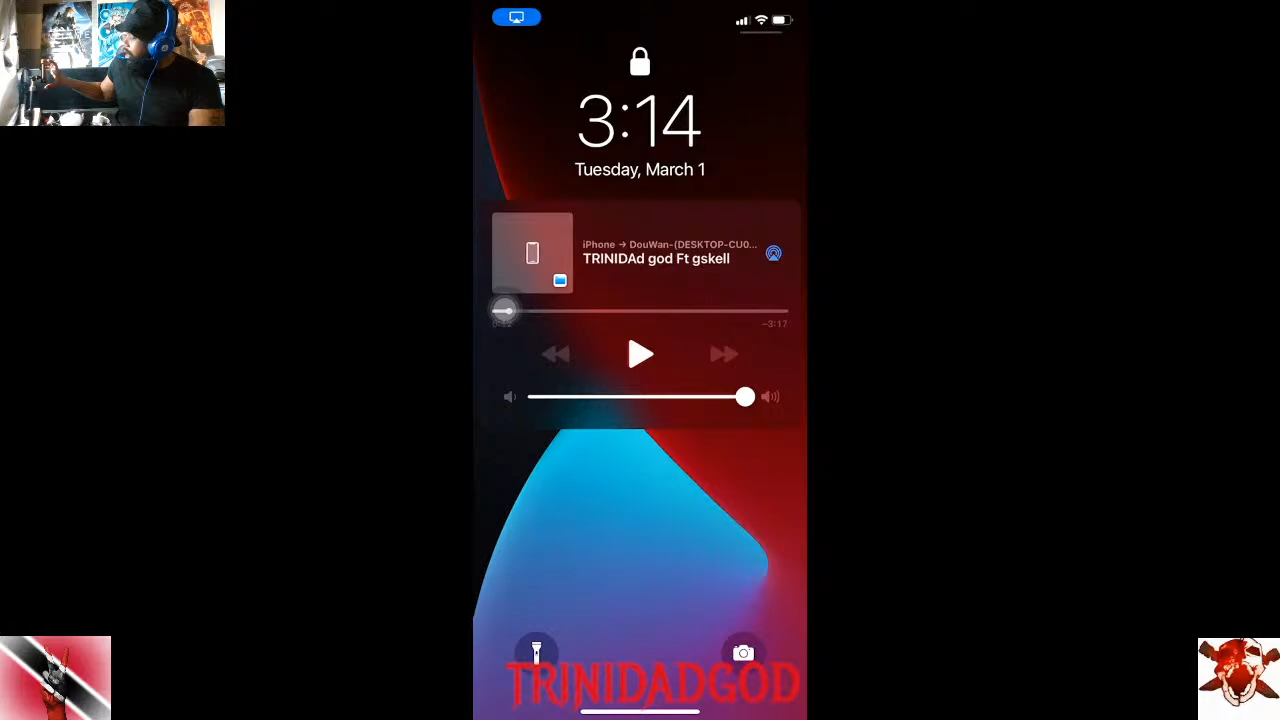 3:14
Tuesday, March 1
iPhone → DouWan-(DESKTOP-CU0...
TRINIDAd god Ft gskell
-3:17
TRINIDADGOD